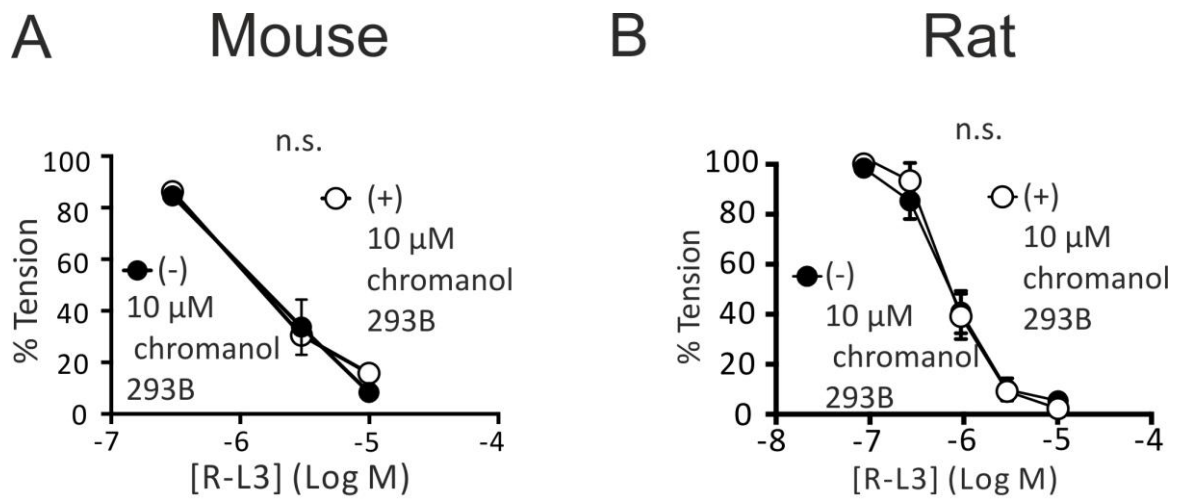 A Mouse
n.s.
100
80
60
40
20
0
% Tension
(+)
10 µM
chromanol
293B
(-)
10 µM
chromanol
293B
-7 -6 -5 -4
[R-L3] (Log M)
B Rat
n.s.
100
80
60
40
20
0
% Tension
(+)
10 µM
chromanol
293B
(-)
10 µM
chromanol
293B
-8 -7 -6 -5 -4
[R-L3] (Log M)